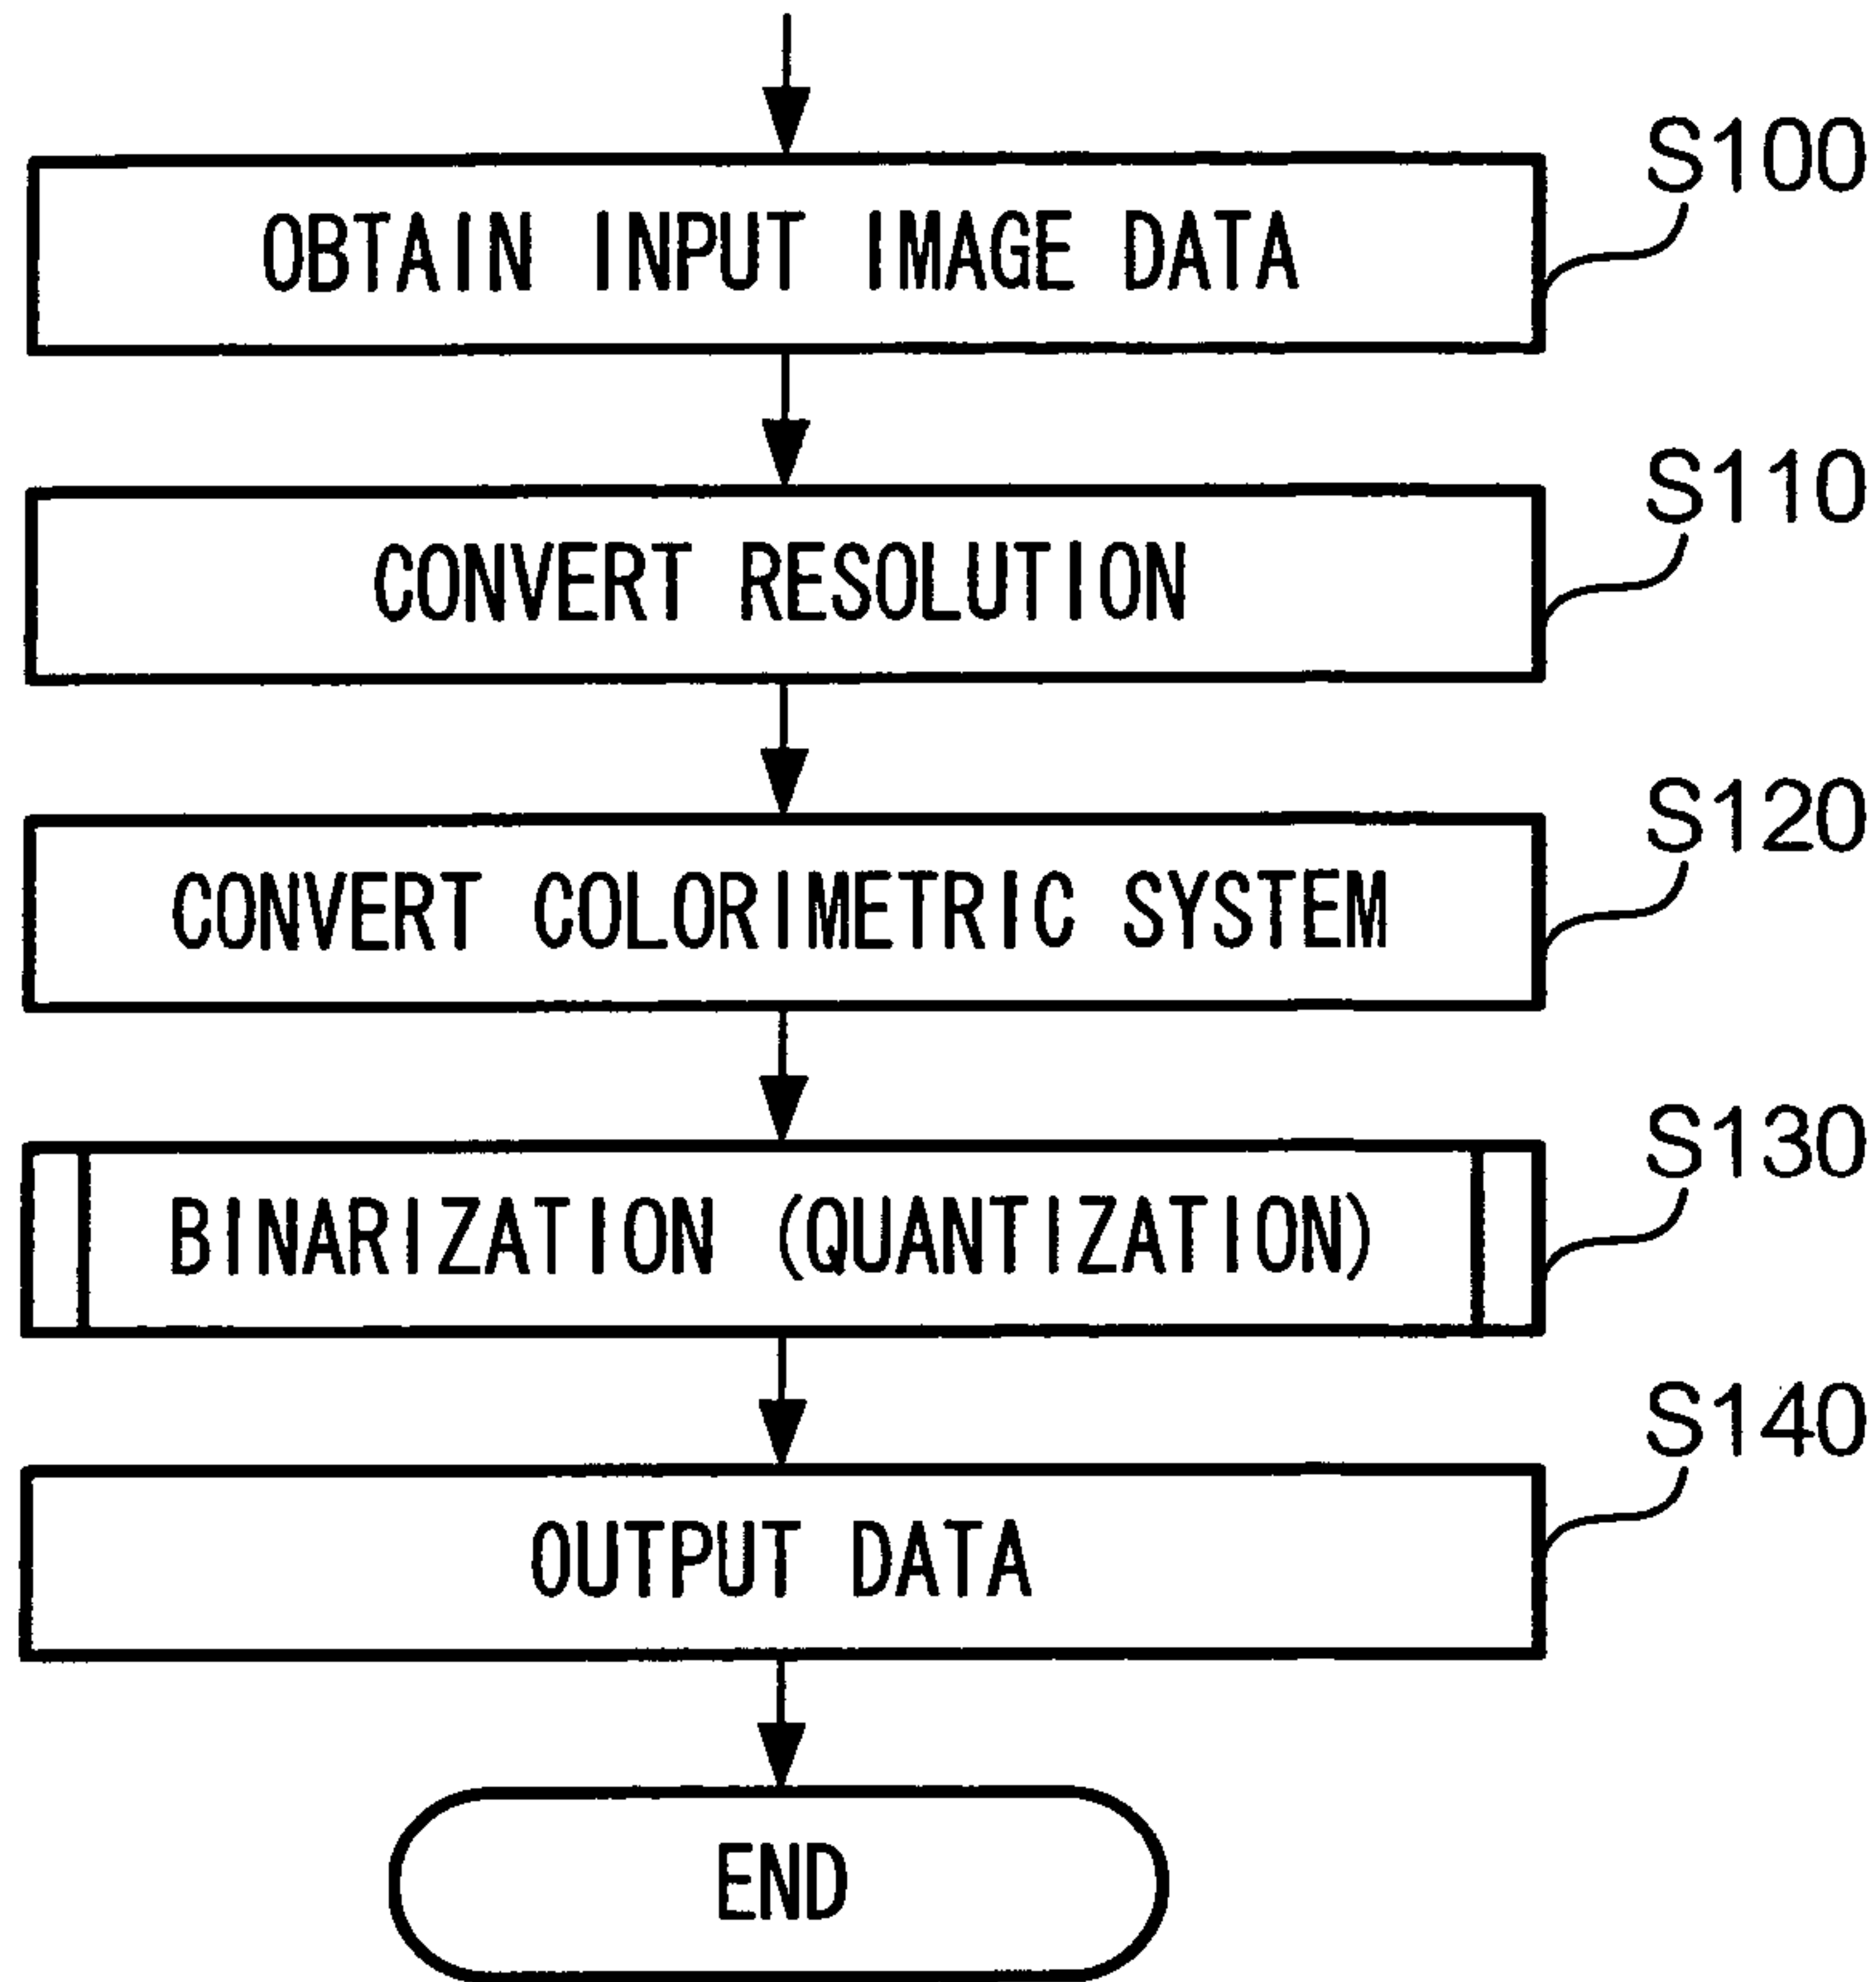 S100
OBTAIN INPUT IMAGE DATA
S110
CONVERT RESOLUTION
S120
CONVERT COLORIMETRIC SYSTEM
S130
BINARIZATION (QUANTIZATION)
S140
OUTPUT DATA
END